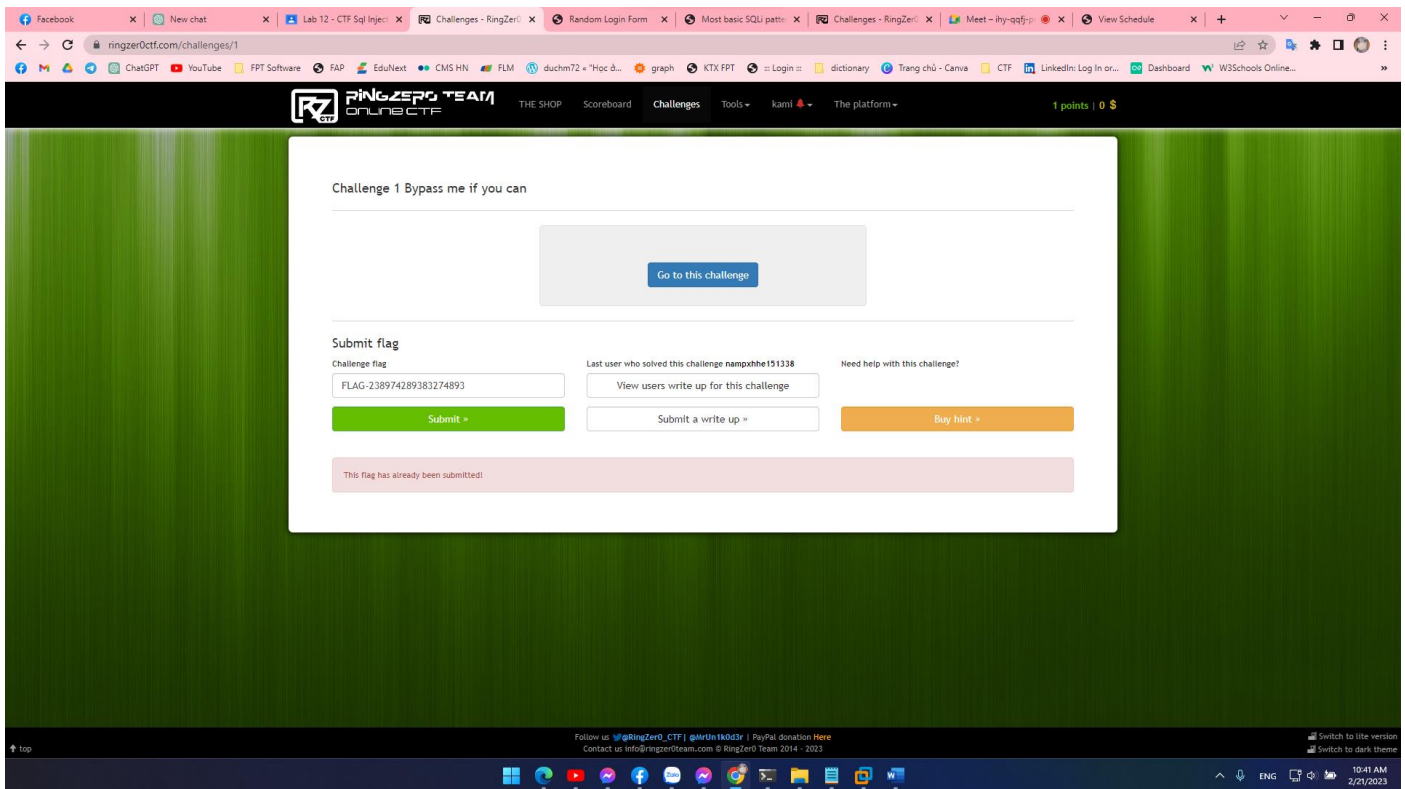 Facebook
New chat
Lab 12 - CTF Sql Inject
Challenges - RingZer0
Random Login Form
Most basic SQLi patte
Challenges - RingZer0
Meet – ihy-qqfj-p
View Schedule
ringzer0ctf.com/challenges/1
ChatGPT
YouTube
FPT Software
FAP
EduNext
CMS HN
FLM
duchm72 « "Học ở...
graph
KTX FPT
:: Login ::
dictionary
Trang chủ - Canva
CTF
LinkedIn: Log In or...
Dashboard
W3Schools Online...
»
RZ
CTF
RiNGZER0 TEAM
ONLINE CTF
THE SHOP
Scoreboard
Challenges
Tools
kami
The platform
1 points | 0 $
Challenge 1 Bypass me if you can
Go to this challenge
Submit flag
Challenge flag
Last user who solved this challenge nampxhhe151338
Need help with this challenge?
FLAG-238974289383274893
View users write up for this challenge
Submit »
Submit a write up »
Buy hint »
This flag has already been submitted!
Follow us @RingZer0_CTF | @MrUn1k0d3r | PayPal donation Here
Contact us info@ringzer0team.com © RingZer0 Team 2014 - 2023
top
Switch to lite version
Switch to dark theme
Zalo
ENG
10:41 AM
2/21/2023